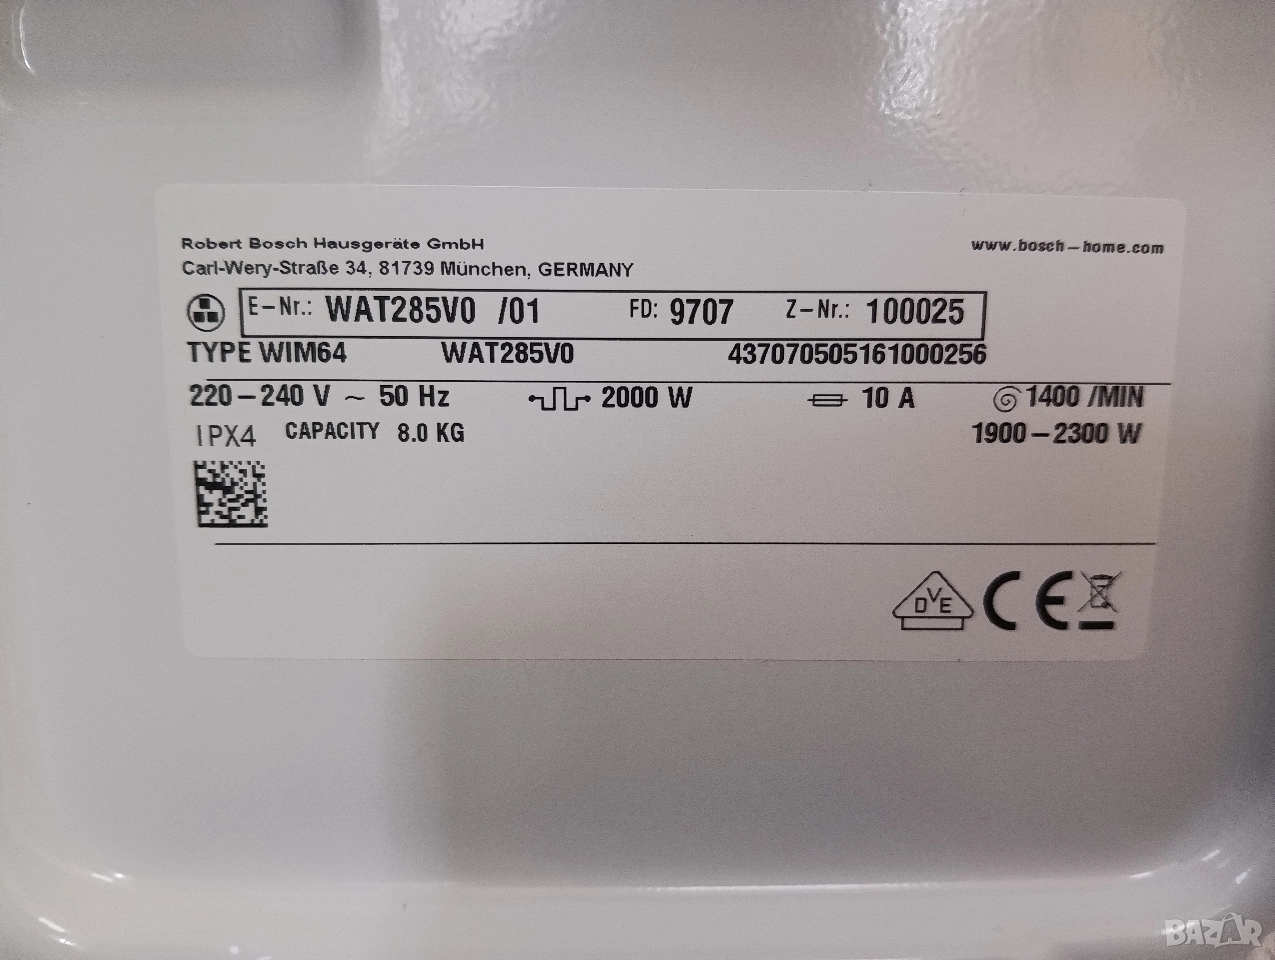 Robert Bosch Hausgeräte GmbH www.bosch-home.com
Carl-Wery-Straße 34, 81739 München, GERMANY
E-Nr.: WAT285V0 /01 FD: 9707 Z-Nr.: 100025
TYPE WIM64 WAT285V0 437070505161000256
220-240 V ~ 50 Hz 2000 W 10 A 1400 /MIN
IPX4 CAPACITY 8.0 KG 1900-2300 W
DVE CE
BAZAR